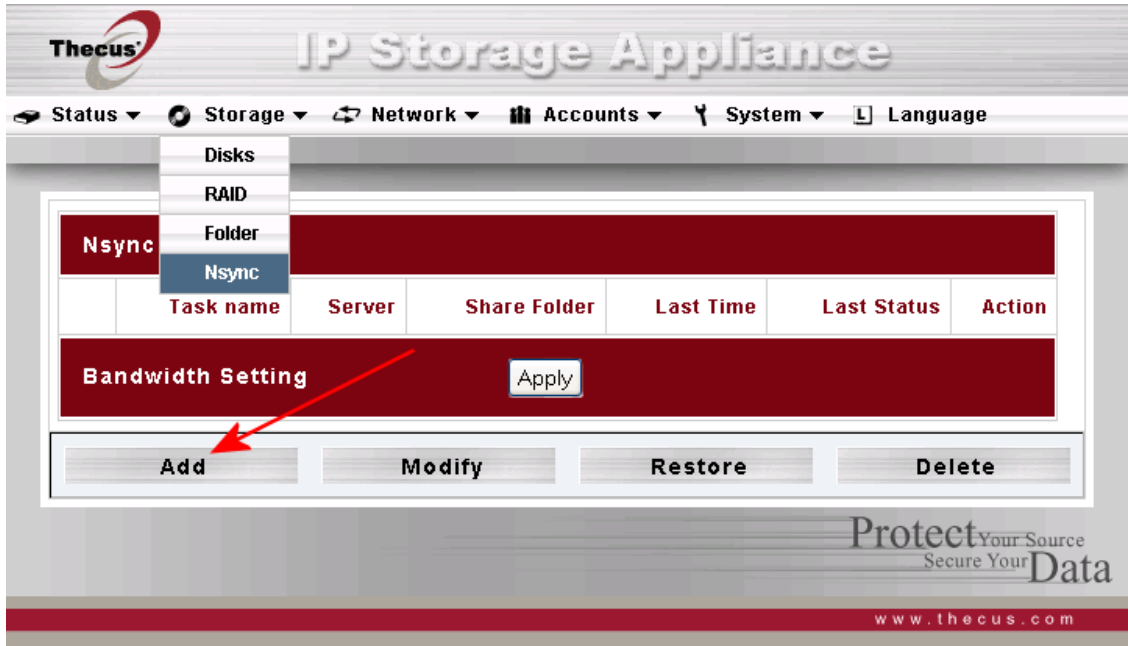 Thecus
IP Storage Appliance
Status Storage Network Accounts System L Language
Disks
RAID
Folder
Nsync
Nsync
Task name Server Share Folder Last Time Last Status Action
Bandwidth Setting Apply
Add Modify Restore Delete
Protect Your Source
Secure Your Data
www.thecus.com